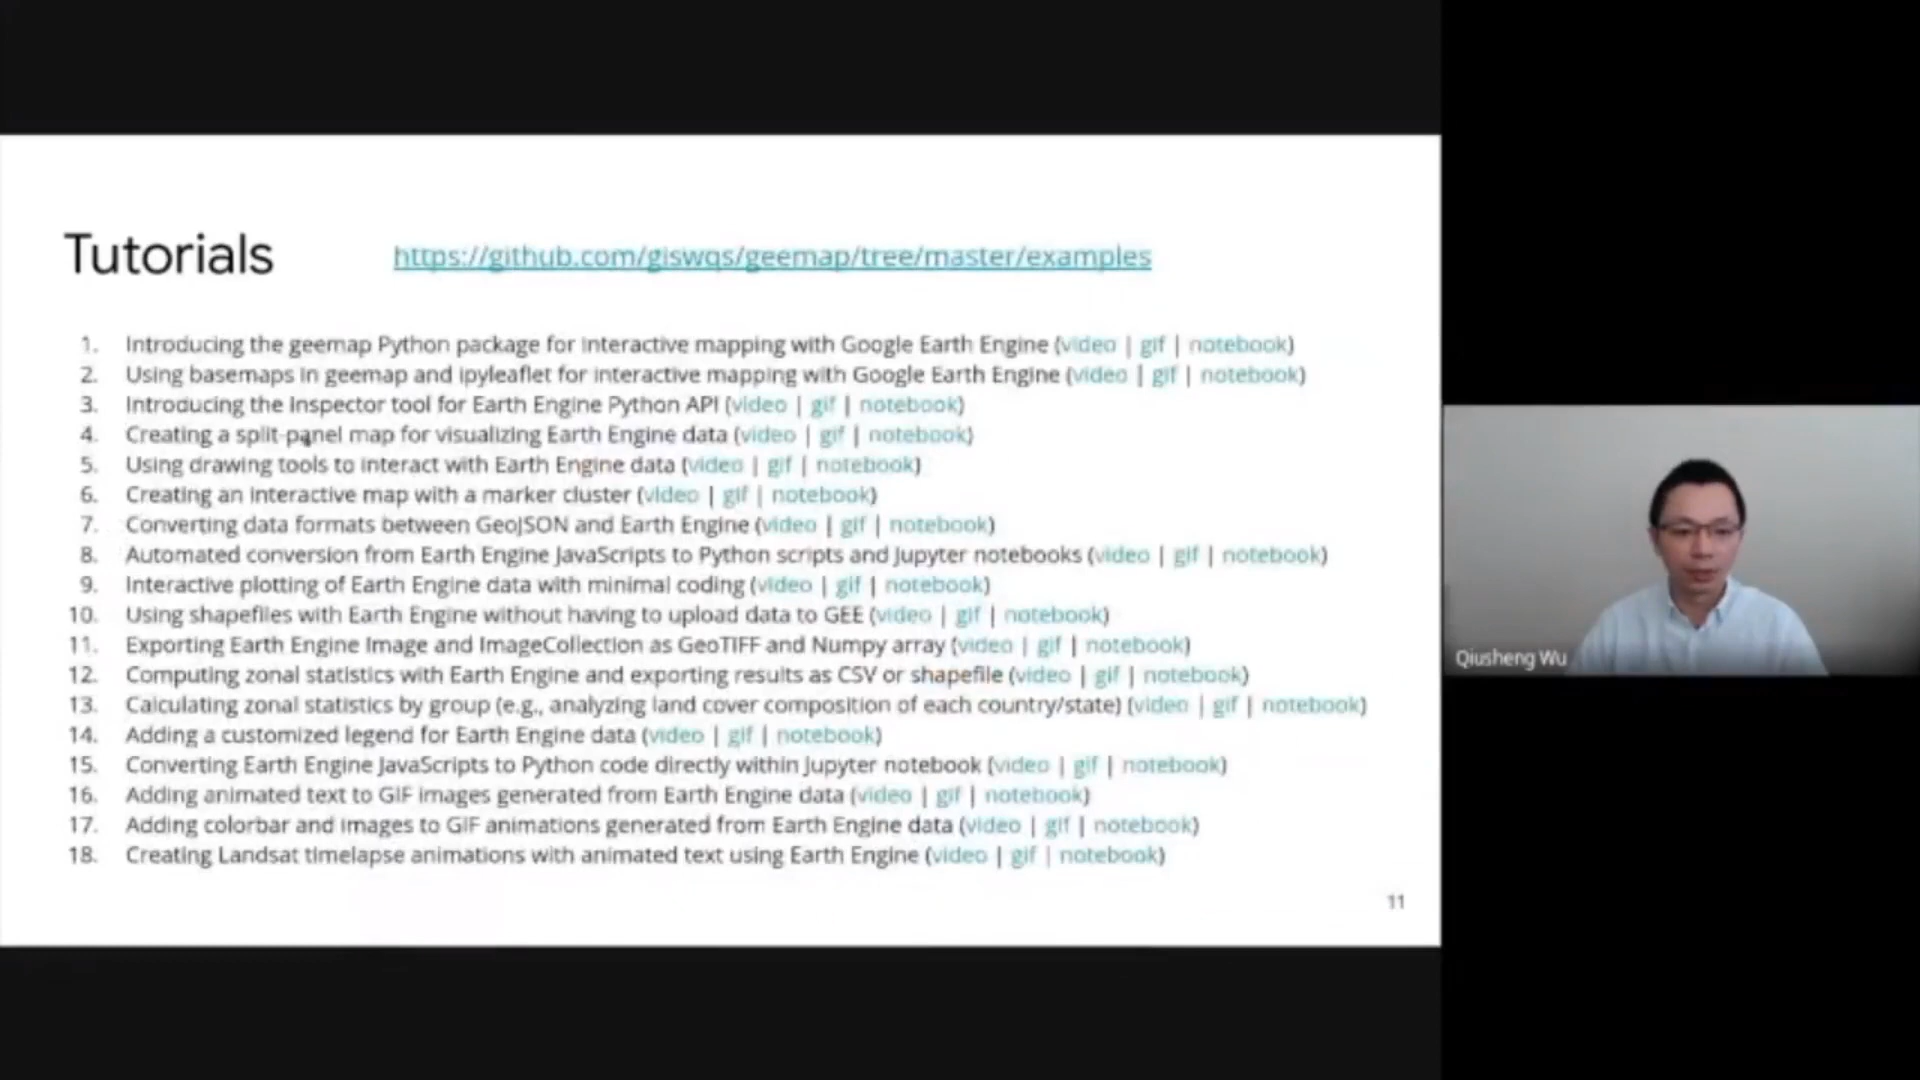 Tutorials
https://github.com/giswqs/geemap/tree/master/examples
1. Introducing the geemap Python package for interactive mapping with Google Earth Engine (video | gif | notebook)
2. Using basemaps in geemap and ipyleaflet for interactive mapping with Google Earth Engine (video | gif | notebook)
3. Introducing the Inspector tool for Earth Engine Python API (video | gif | notebook)
4. Creating a split-panel map for visualizing Earth Engine data (video | gif | notebook)
5. Using drawing tools to interact with Earth Engine data (video | gif | notebook)
6. Creating an interactive map with a marker cluster (video | gif | notebook)
7. Converting data formats between GeoJSON and Earth Engine (video | gif | notebook)
8. Automated conversion from Earth Engine JavaScripts to Python scripts and Jupyter notebooks (video | gif | notebook)
9. Interactive plotting of Earth Engine data with minimal coding (video | gif | notebook)
10. Using shapefiles with Earth Engine without having to upload data to GEE (video | gif | notebook)
11. Exporting Earth Engine Image and ImageCollection as GeoTIFF and Numpy array (video | gif | notebook)
12. Computing zonal statistics with Earth Engine and exporting results as CSV or shapefile (video | gif | notebook)
13. Calculating zonal statistics by group (e.g., analyzing land cover composition of each country/state) (video | gif | notebook)
14. Adding a customized legend for Earth Engine data (video | gif | notebook)
15. Converting Earth Engine JavaScripts to Python code directly within Jupyter notebook (video | gif | notebook)
16. Adding animated text to GIF images generated from Earth Engine data (video | gif | notebook)
17. Adding colorbar and images to GIF animations generated from Earth Engine data (video | gif | notebook)
18. Creating Landsat timelapse animations with animated text using Earth Engine (video | gif | notebook)
11
Qiusheng Wu